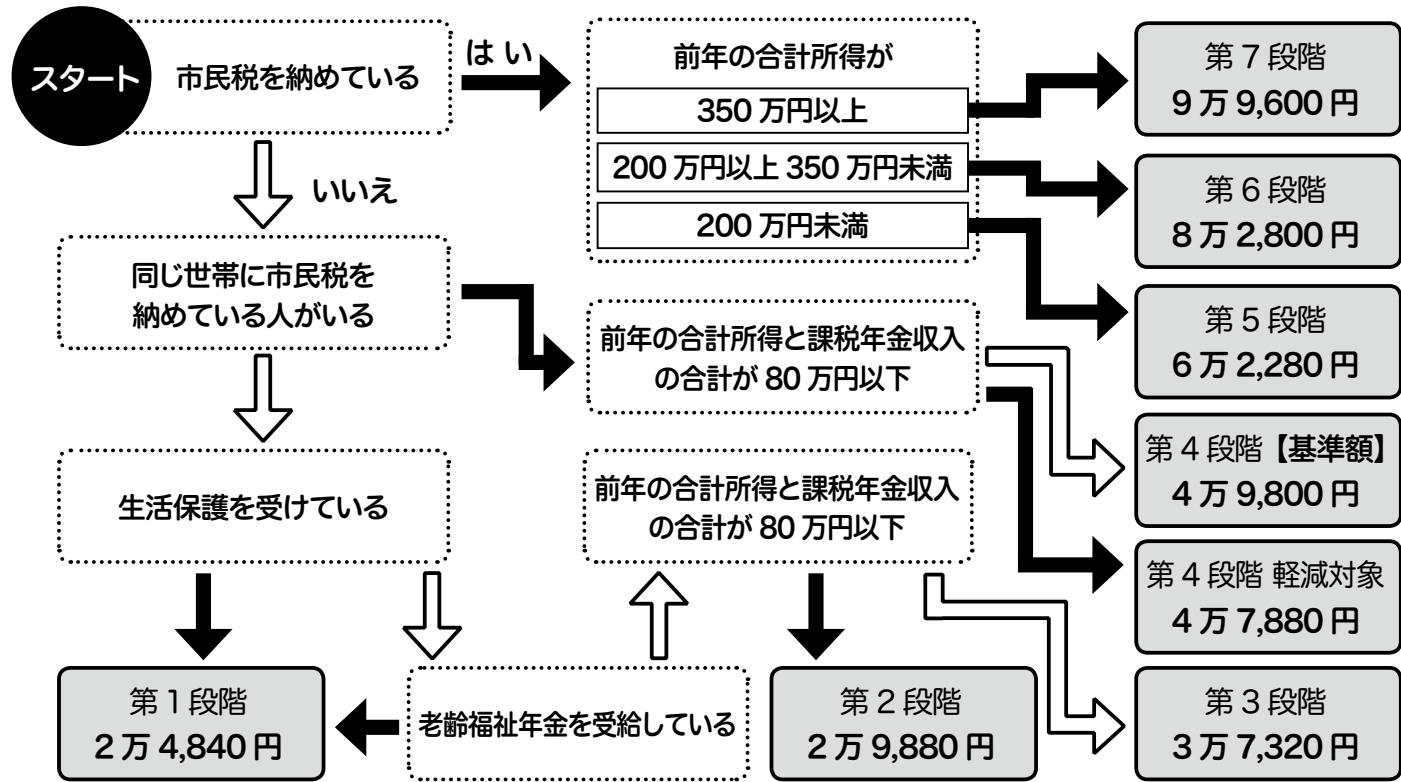 スタート
市民税を納めている
はい
いいえ
前年の合計所得が
350万円以上
200万円以上350万円未満
200万円未満
第7段階
9万9,600円
第6段階
8万2,800円
第5段階
6万2,280円
同じ世帯に市民税を
納めている人がいる
前年の合計所得と課税年金収入
の合計が80万円以下
第4段階【基準額】
4万9,800円
第4段階 軽減対象
4万7,880円
生活保護を受けている
前年の合計所得と課税年金収入
の合計が80万円以下
第1段階
2万4,840円
老齢福祉年金を受給している
第2段階
2万9,880円
第3段階
3万7,320円